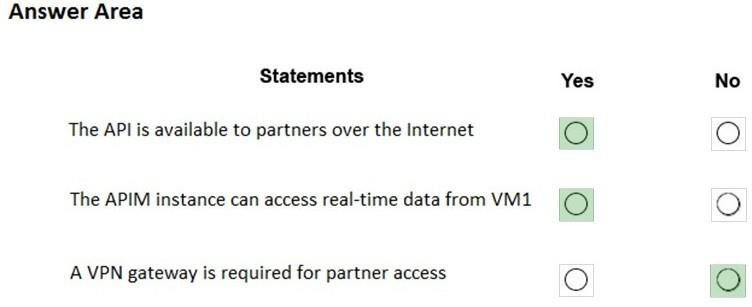 Answer Area
Statements Yes No
The API is available to partners over the Internet
The APIM instance can access real-time data from VM1
A VPN gateway is required for partner access